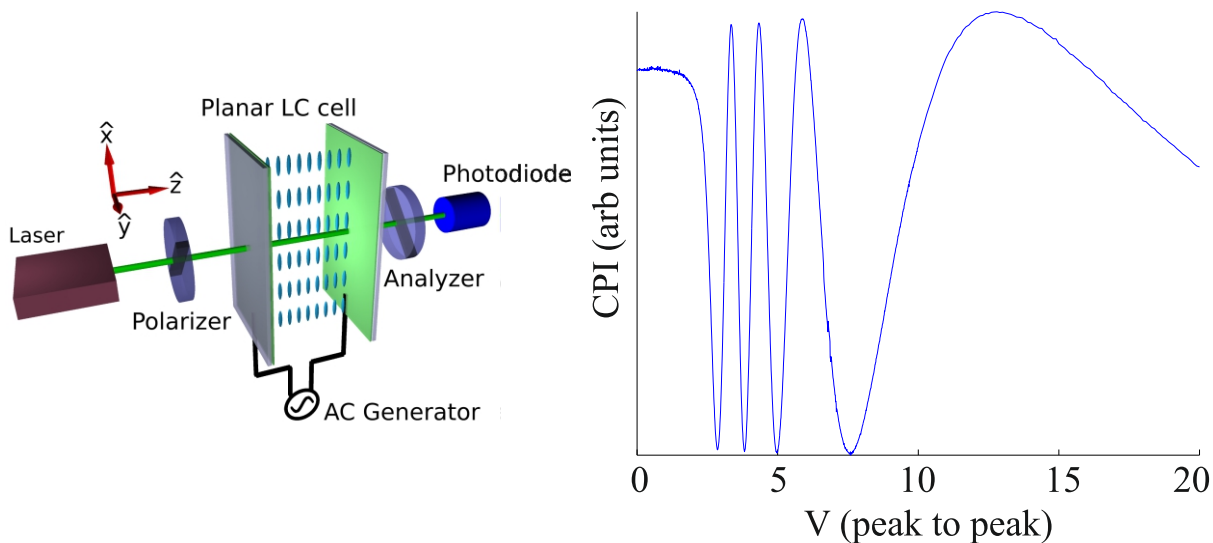 Planar LC cell
x̂
ẑ
ŷ
Photodiode
Laser
Analyzer
Polarizer
AC Generator
CPI (arb units)
0
5
10
15
20
V (peak to peak)